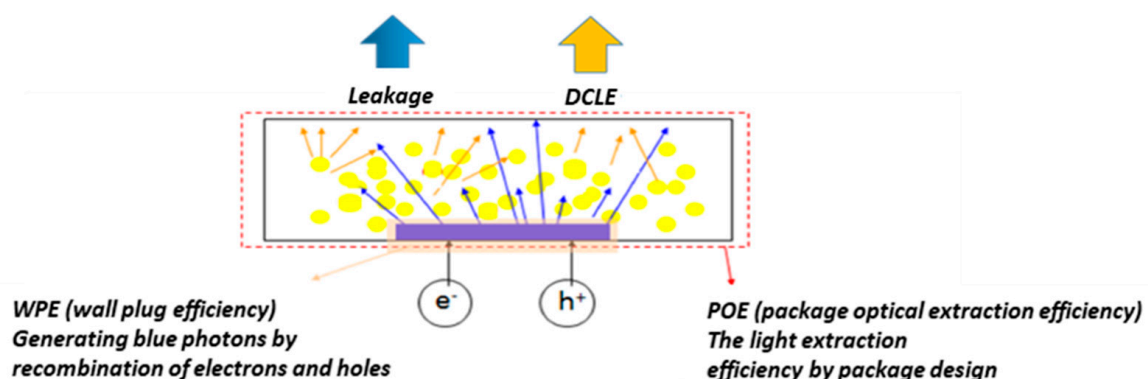 Leakage
DCLE
e-
h+
WPE (wall plug efficiency)
Generating blue photons by
recombination of electrons and holes
POE (package optical extraction efficiency)
The light extraction
efficiency by package design